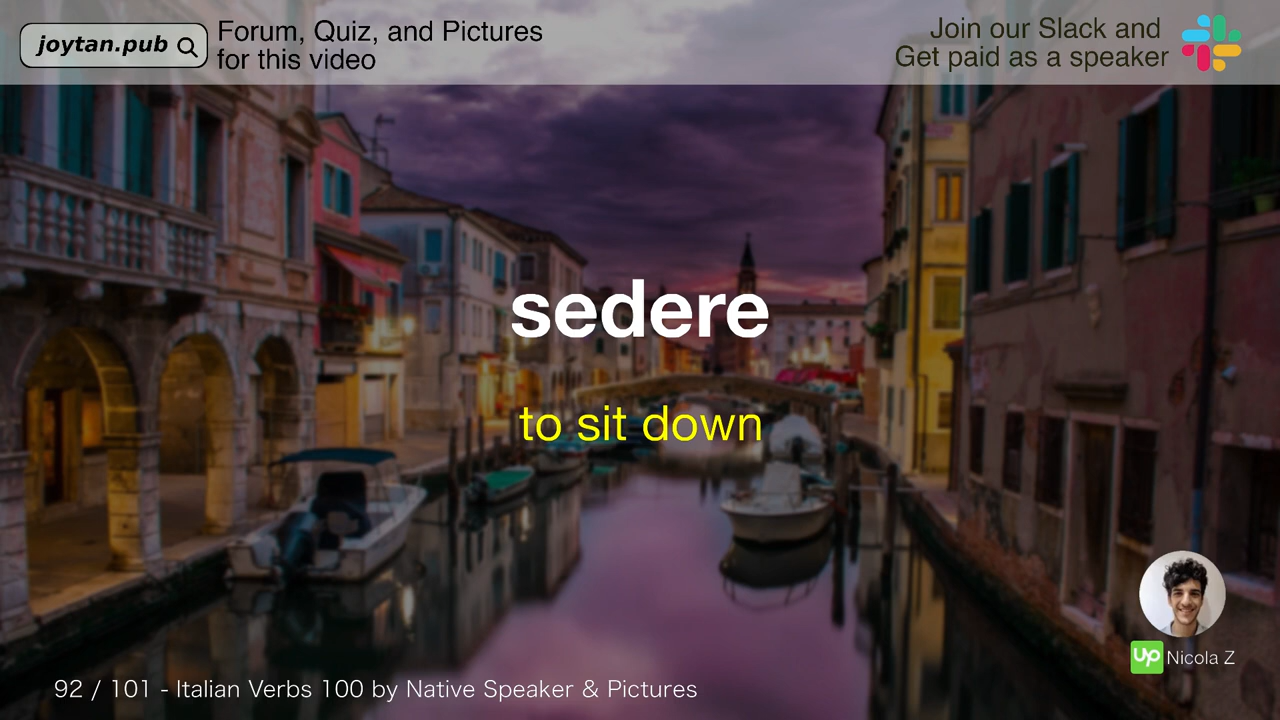 joytan.pub
Forum, Quiz, and Pictures
for this video
Join our Slack and
Get paid as a speaker
sedere
to sit down
Up Nicola Z
92 / 101 - Italian Verbs 100 by Native Speaker & Pictures